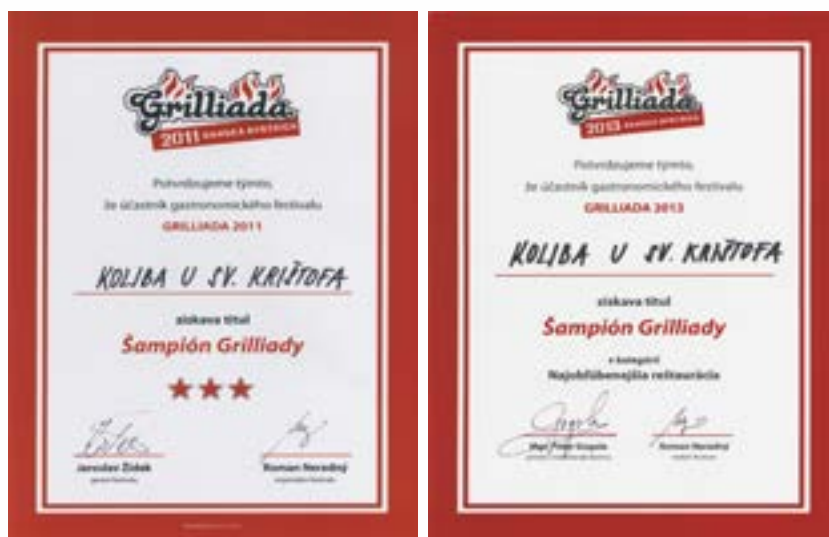 Grilliada
2011 BANSKÁ BYSTRICA
Potvrdzujeme týmto,
že účastník gastronomického festivalu
GRILLIADA 2011
KOLIBA U SV. KRIŠTOFA
získava titul
Šampión Grilliady
Jaroslav Židek
Roman Neradný
Grilliada
2013 BANSKÁ BYSTRICA
Potvrdzujeme týmto,
že účastník gastronomického festivalu
GRILLIADA 2013
KOLIBA U SV. KRIŠTOFA
získava titul
Šampión Grilliady
v kategórii
Najobľúbenejšia reštaurácia
Roman Neradný